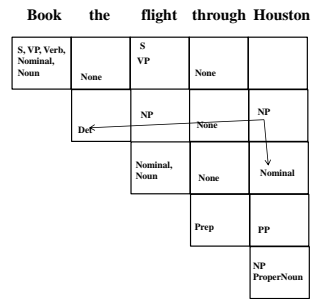 Book the flight through Houston
S, VP, Verb,
Nominal,
Noun
None
S
VP
None
Det
NP
None
NP
Nominal,
Noun
None
Nominal
Prep
PP
NP
ProperNoun